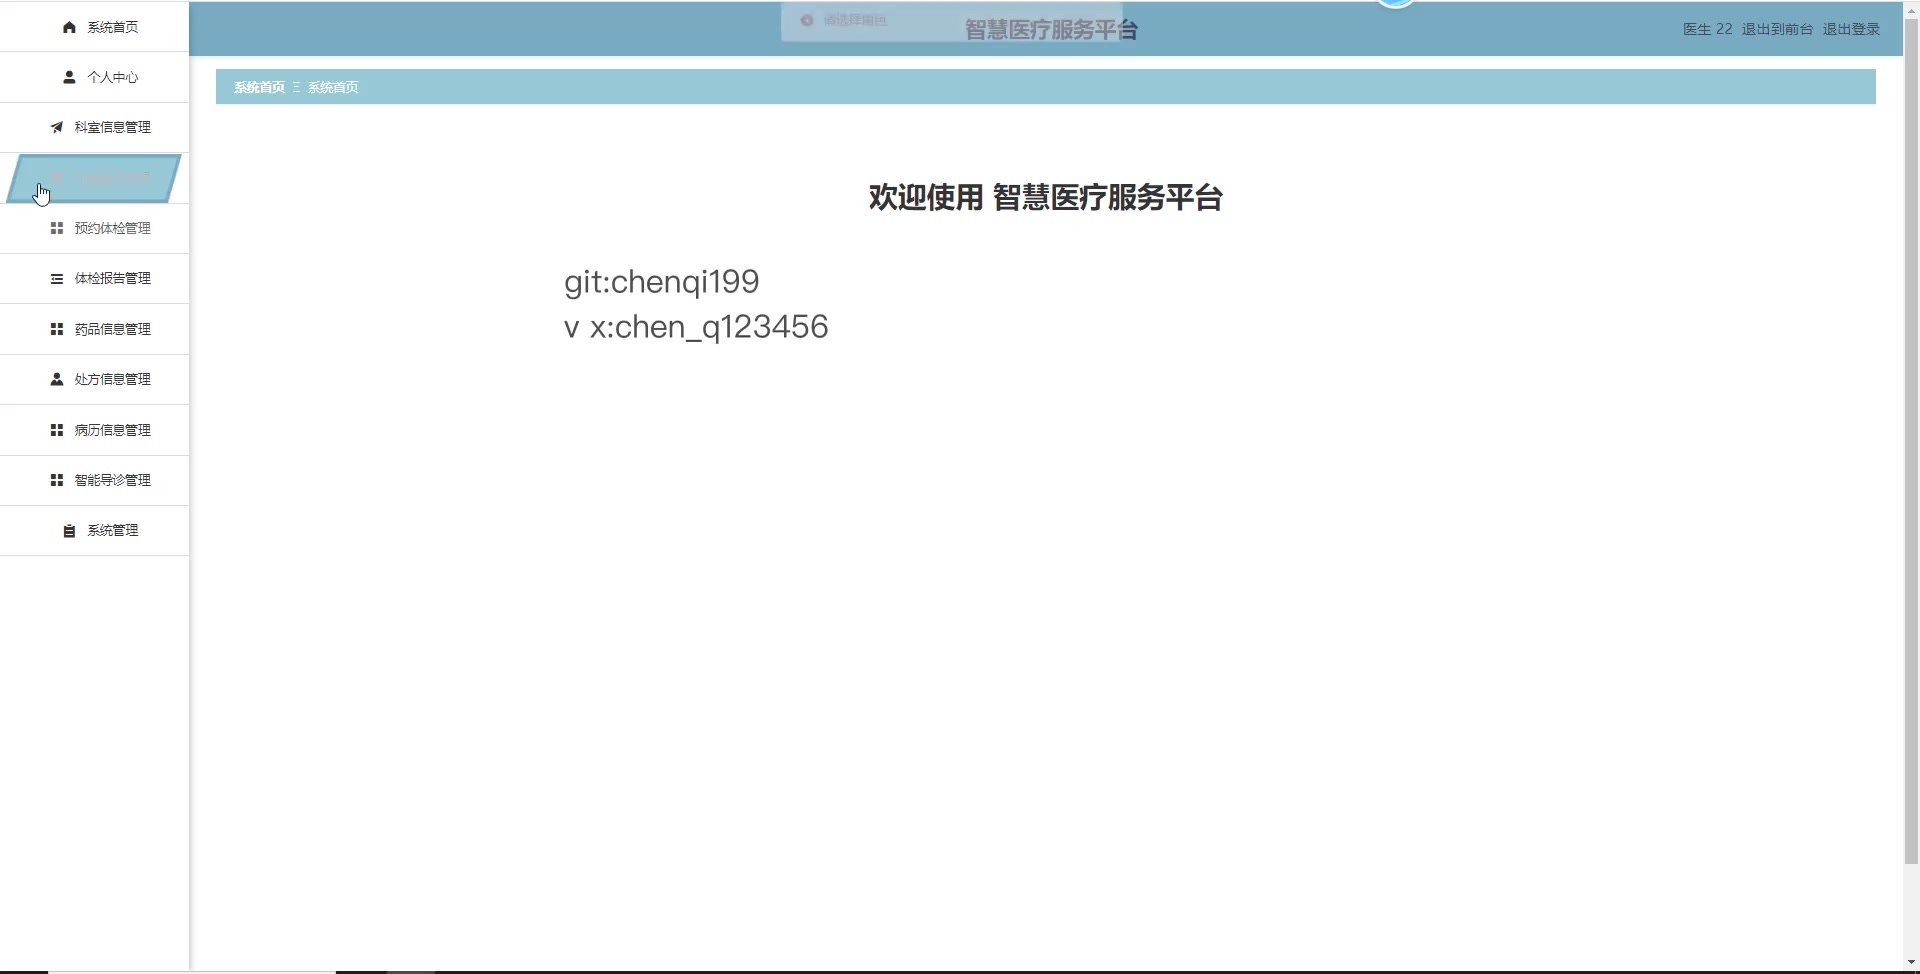 系统首页
个人中心
科室信息管理
预约体检管理
体检报告管理
药品信息管理
处方信息管理
病历信息管理
智能导诊管理
系统管理
请选择角色
智慧医疗服务平台
医生 22 退出到前台 退出登录
系统首页 Ξ 系统首页
欢迎使用 智慧医疗服务平台
git:chenqi199
v x:chen_q123456